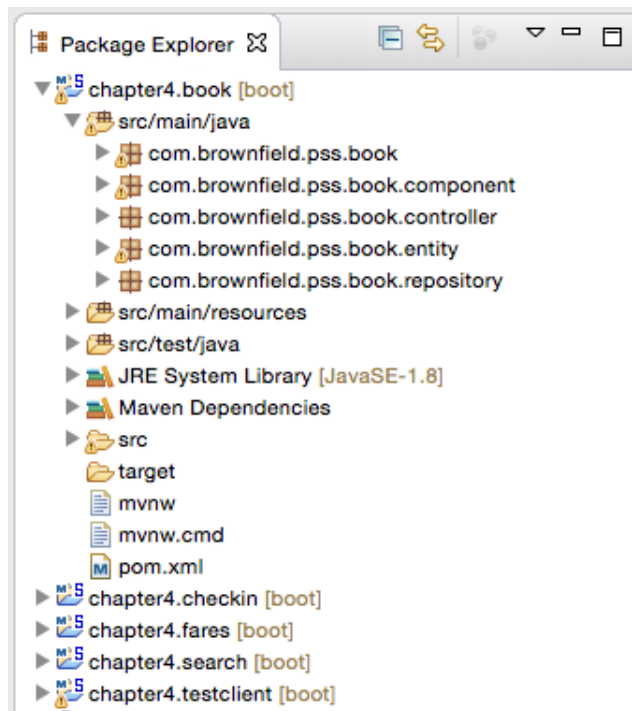 Package Explorer
chapter4.book [boot]
src/main/java
com.brownfield.pss.book
com.brownfield.pss.book.component
com.brownfield.pss.book.controller
com.brownfield.pss.book.entity
com.brownfield.pss.book.repository
src/main/resources
src/test/java
JRE System Library [JavaSE-1.8]
Maven Dependencies
src
target
mvnw
mvnw.cmd
pom.xml
chapter4.checkin [boot]
chapter4.fares [boot]
chapter4.search [boot]
chapter4.testclient [boot]